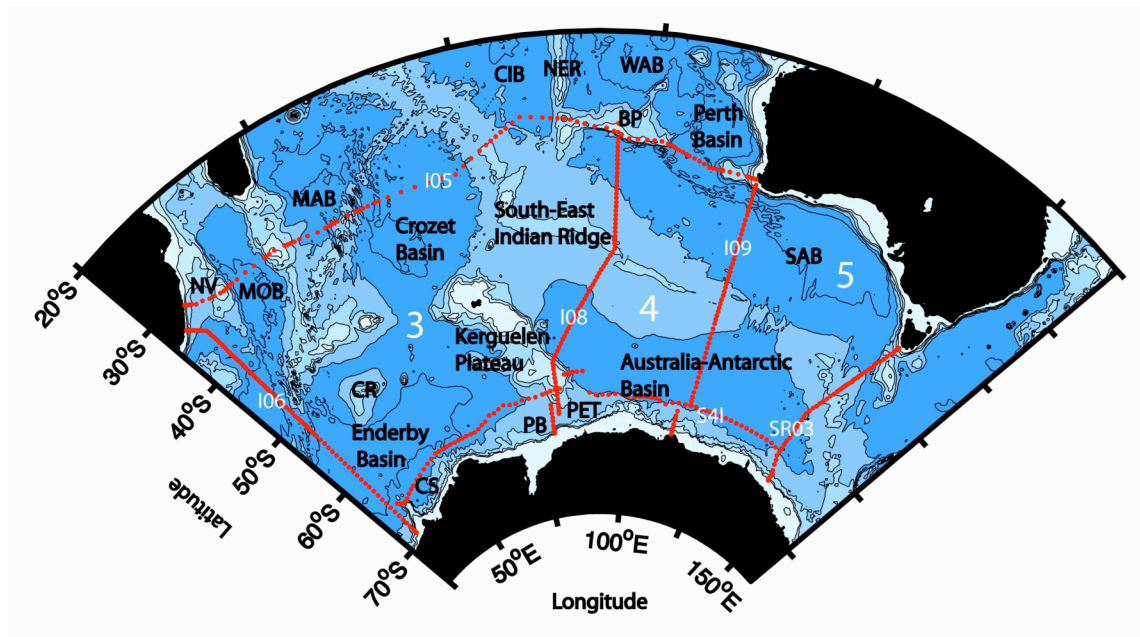 CIB
NER
WAB
BP
Perth
Basin
I05
MAB
Crozet
Basin
South-East
Indian Ridge
I09
SAB
5
NV
MOB
3
4
I08
Kerguelen
Plateau
Australia-Antarctic
Basin
CR
I06
PET
PB
S4I
SR03
Enderby
Basin
CS
20°S
30°S
40°S
50°S
60°S
70°S
Latitude
50°E
100°E
150°E
Longitude